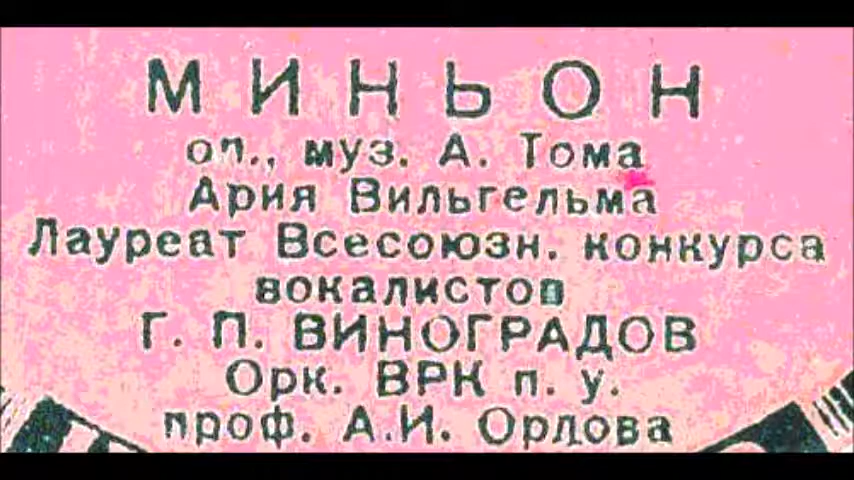 МИНЬОН
оп., муз. А. Тома
Ария Вильгельма
Лауреат Всесоюзн. конкурса
вокалистов
Г. П. ВИНОГРАДОВ
Орк. ВРК п. у.
проф. А.И. Орлова